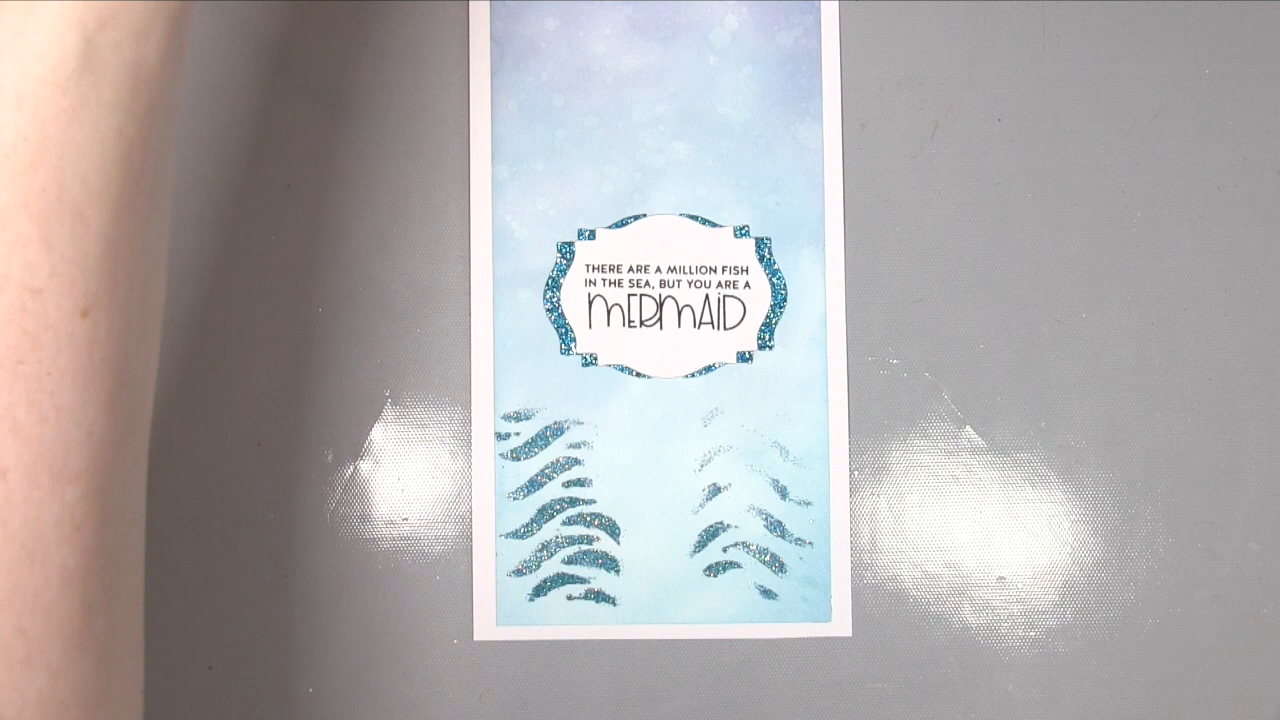 THERE ARE A MILLION FISH
IN THE SEA, BUT YOU ARE A
MERMAID